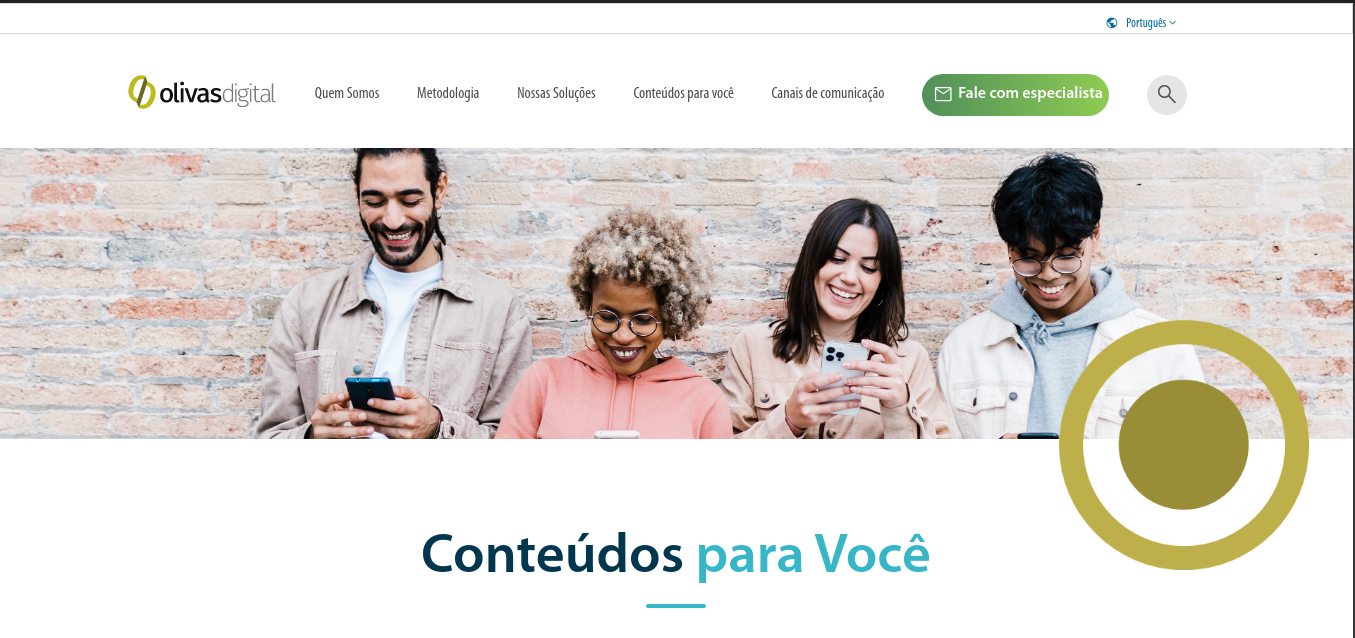 Português
olivasdigital
Quem Somos
Metodologia
Nossas Soluções
Conteúdos para você
Canais de comunicação
Fale com especialista
Conteúdos para Você